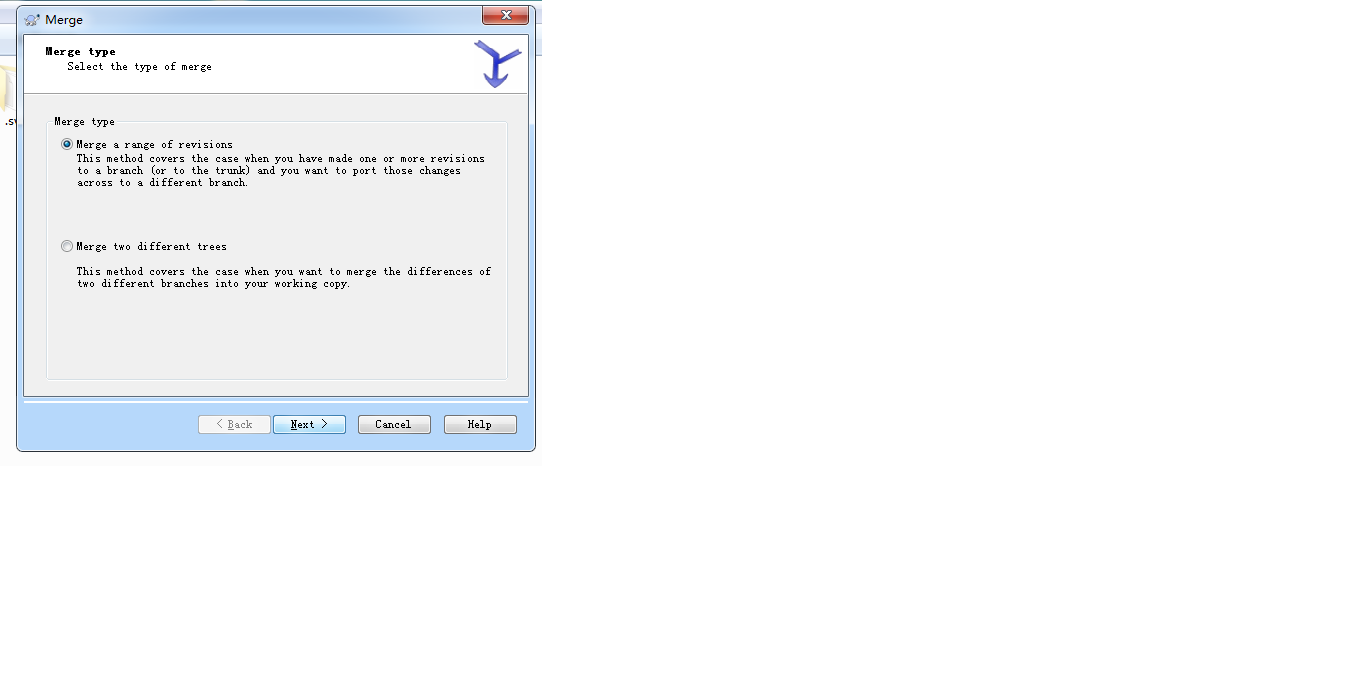 Merge
Merge type
Select the type of merge
Merge type
Merge a range of revisions
This method covers the case when you have made one or more revisions
to a branch (or to the trunk) and you want to port those changes
across to a different branch.
Merge two different trees
This method covers the case when you want to merge the differences of
two different branches into your working copy.
< Back
Next >
Cancel
Help